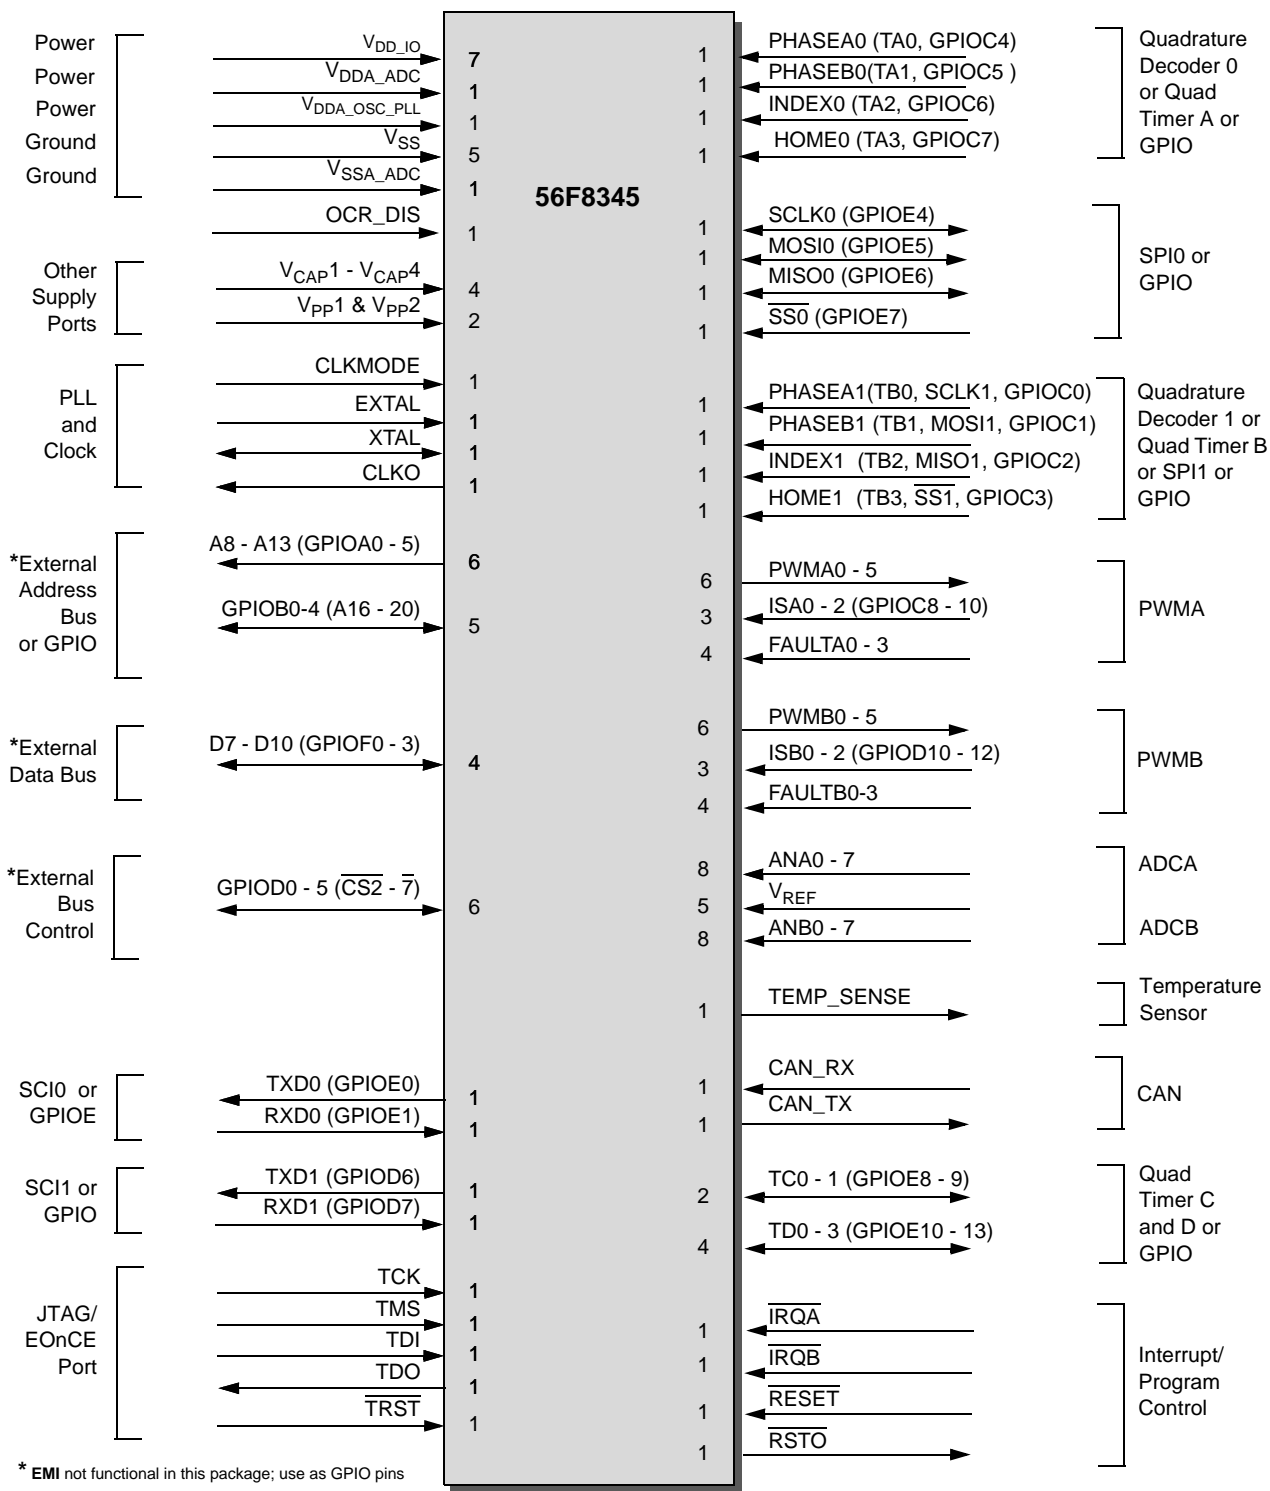 56F8345
Power
Power
Power
Ground
Ground
V_DD_IO
7
V_DDA_ADC
1
V_DDA_OSC_PLL
1
V_SS
5
V_SSA_ADC
1
OCR_DIS
1
Other
Supply
Ports
V_CAP1 - V_CAP4
4
V_PP1 & V_PP2
2
PLL
and
Clock
CLKMODE
1
EXTAL
1
XTAL
1
CLKO
1
*External
Address
Bus
or GPIO
A8 - A13 (GPIOA0 - 5)
6
GPIOB0-4 (A16 - 20)
5
*External
Data Bus
D7 - D10 (GPIOF0 - 3)
4
*External
Bus
Control
GPIOD0 - 5 (C̅S̅2̅ - 7̅)
6
SCI0 or
GPIOE
TXD0 (GPIOE0)
1
RXD0 (GPIOE1)
1
SCI1 or
GPIO
TXD1 (GPIOD6)
1
RXD1 (GPIOD7)
1
JTAG/
EOnCE
Port
TCK
1
TMS
1
TDI
1
TDO
1
T̅R̅S̅T̅
1
* EMI not functional in this package; use as GPIO pins
1
PHASEA0 (TA0, GPIOC4)
1
PHASEB0(TA1, GPIOC5 )
1
INDEX0 (TA2, GPIOC6)
1
HOME0 (TA3, GPIOC7)
Quadrature
Decoder 0
or Quad
Timer A or
GPIO
1
SCLK0 (GPIOE4)
1
MOSI0 (GPIOE5)
1
MISO0 (GPIOE6)
1
S̅S̅0̅ (GPIOE7)
SPI0 or
GPIO
1
PHASEA1(TB0, SCLK1, GPIOC0)
1
PHASEB1 (TB1, MOSI1, GPIOC1)
1
INDEX1 (TB2, MISO1, GPIOC2)
1
HOME1 (TB3, S̅S̅1̅, GPIOC3)
Quadrature
Decoder 1 or
Quad Timer B
or SPI1 or
GPIO
6
PWMA0 - 5
3
ISA0 - 2 (GPIOC8 - 10)
4
FAULTA0 - 3
PWMA
6
PWMB0 - 5
3
ISB0 - 2 (GPIOD10 - 12)
4
FAULTB0-3
PWMB
8
ANA0 - 7
5
V_REF
8
ANB0 - 7
ADCA
ADCB
1
TEMP_SENSE
Temperature
Sensor
1
CAN_RX
1
CAN_TX
CAN
2
TC0 - 1 (GPIOE8 - 9)
4
TD0 - 3 (GPIOE10 - 13)
Quad
Timer C
and D or
GPIO
1
I̅R̅Q̅A̅
1
I̅R̅Q̅B̅
1
R̅E̅S̅E̅T̅
1
R̅S̅T̅O̅
Interrupt/
Program
Control